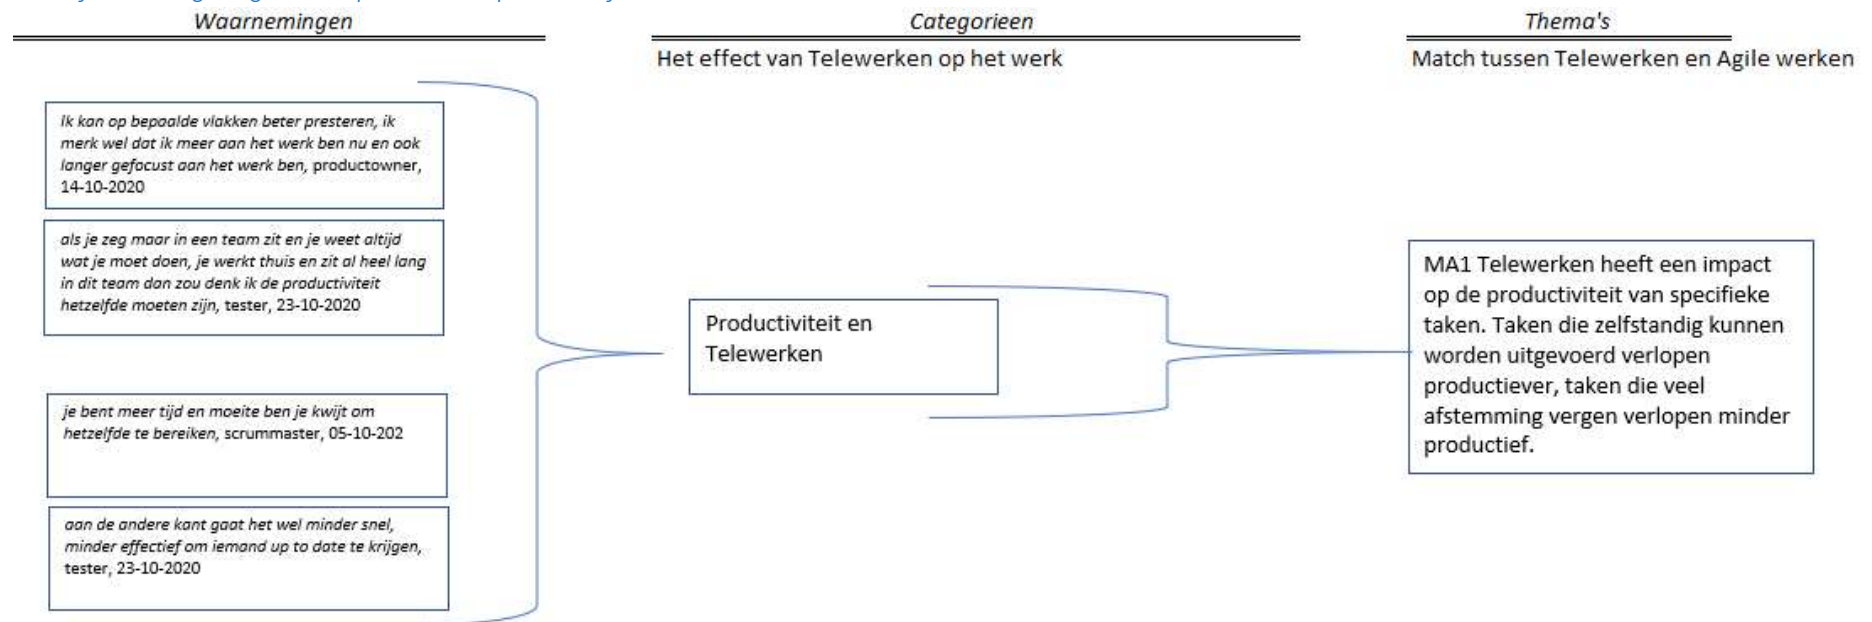 Waarnemingen
Categorieen
Thema's
Het effect van Telewerken op het werk
Match tussen Telewerken en Agile werken
Ik kan op bepaalde vlakken beter presteren, ik
merk wel dat ik meer aan het werk ben nu en ook
langer gefocust aan het werk ben, productowner,
14-10-2020
als je zeg maar in een team zit en je weet altijd
wat je moet doen, je werkt thuis en zit al heel lang
in dit team dan zou denk ik de productiviteit
hetzelfde moeten zijn, tester, 23-10-2020
je bent meer tijd en moeite ben je kwijt om
hetzelfde te bereiken, scrummaster, 05-10-202
aan de andere kant gaat het wel minder snel,
minder effectief om iemand up to date te krijgen,
tester, 23-10-2020
Productiviteit en
Telewerken
MA1 Telewerken heeft een impact
op de productiviteit van specifieke
taken. Taken die zelfstandig kunnen
worden uitgevoerd verlopen
productiever, taken die veel
afstemming vergen verlopen minder
productief.